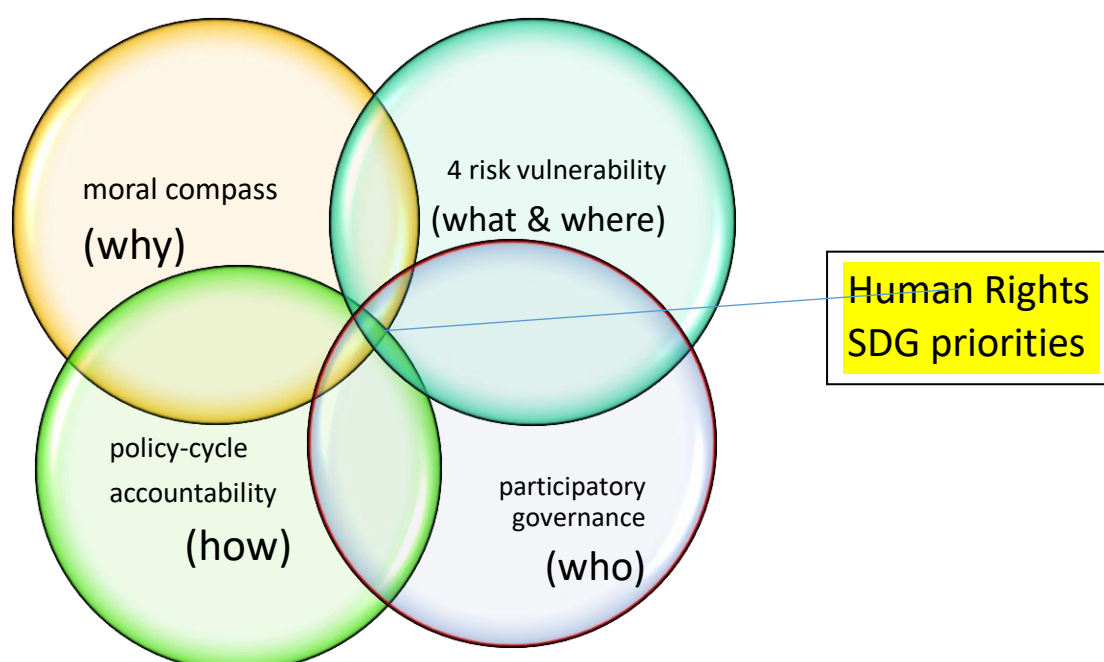 moral compass
(why)
4 risk vulnerability
(what & where)
Human Rights
SDG priorities
policy-cycle
accountability
(how)
participatory
governance
(who)